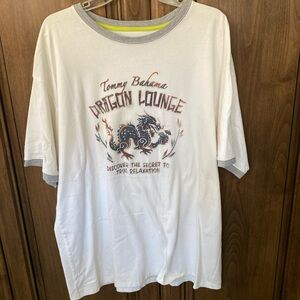 Tommy Bahama
DRAGON LOUNGE
DISCOVER THE SECRET TO
TRUE RELAXATION